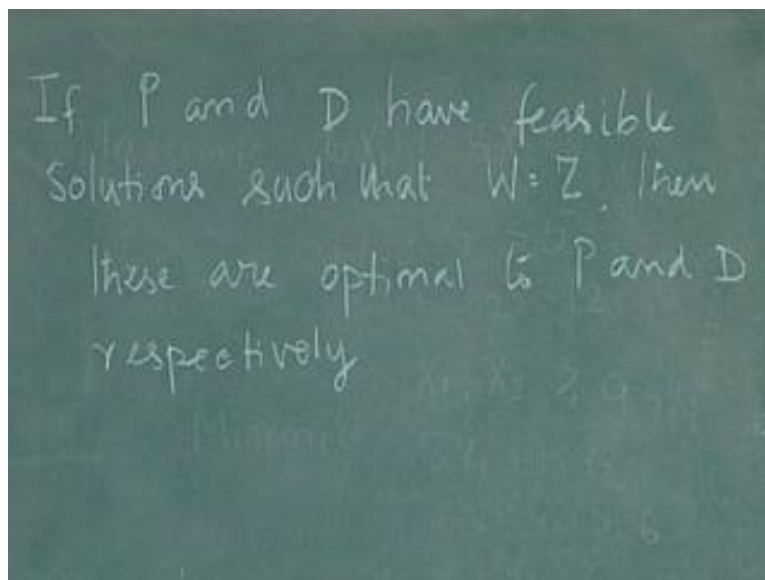 If P and D have feasible
solutions such that W = Z, then
these are optimal to P and D
respectively